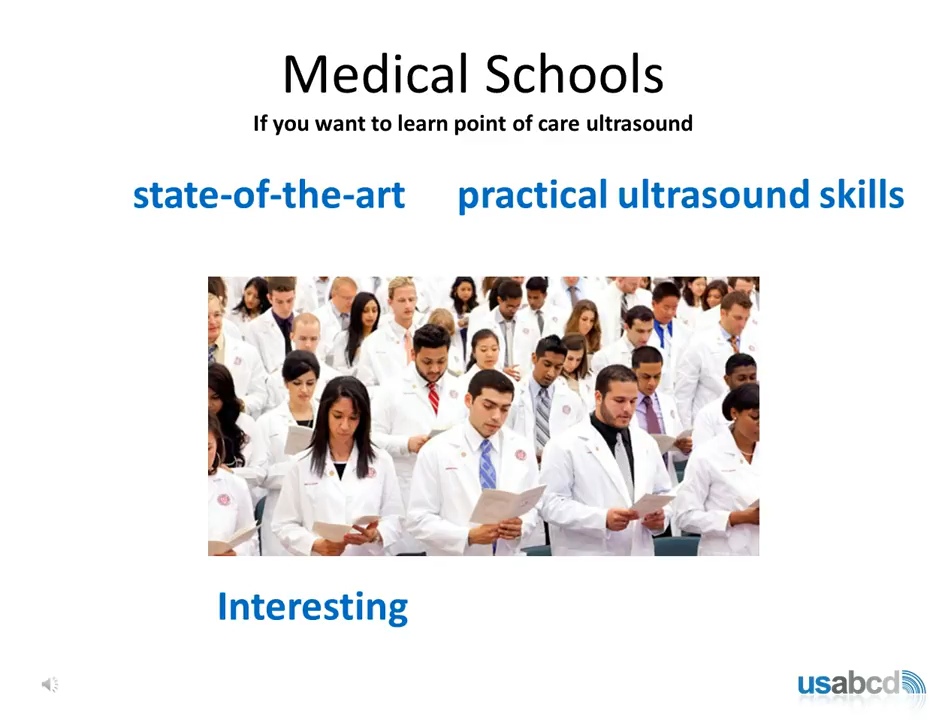 Medical Schools
If you want to learn point of care ultrasound
state-of-the-art practical ultrasound skills
Interesting
usabcd